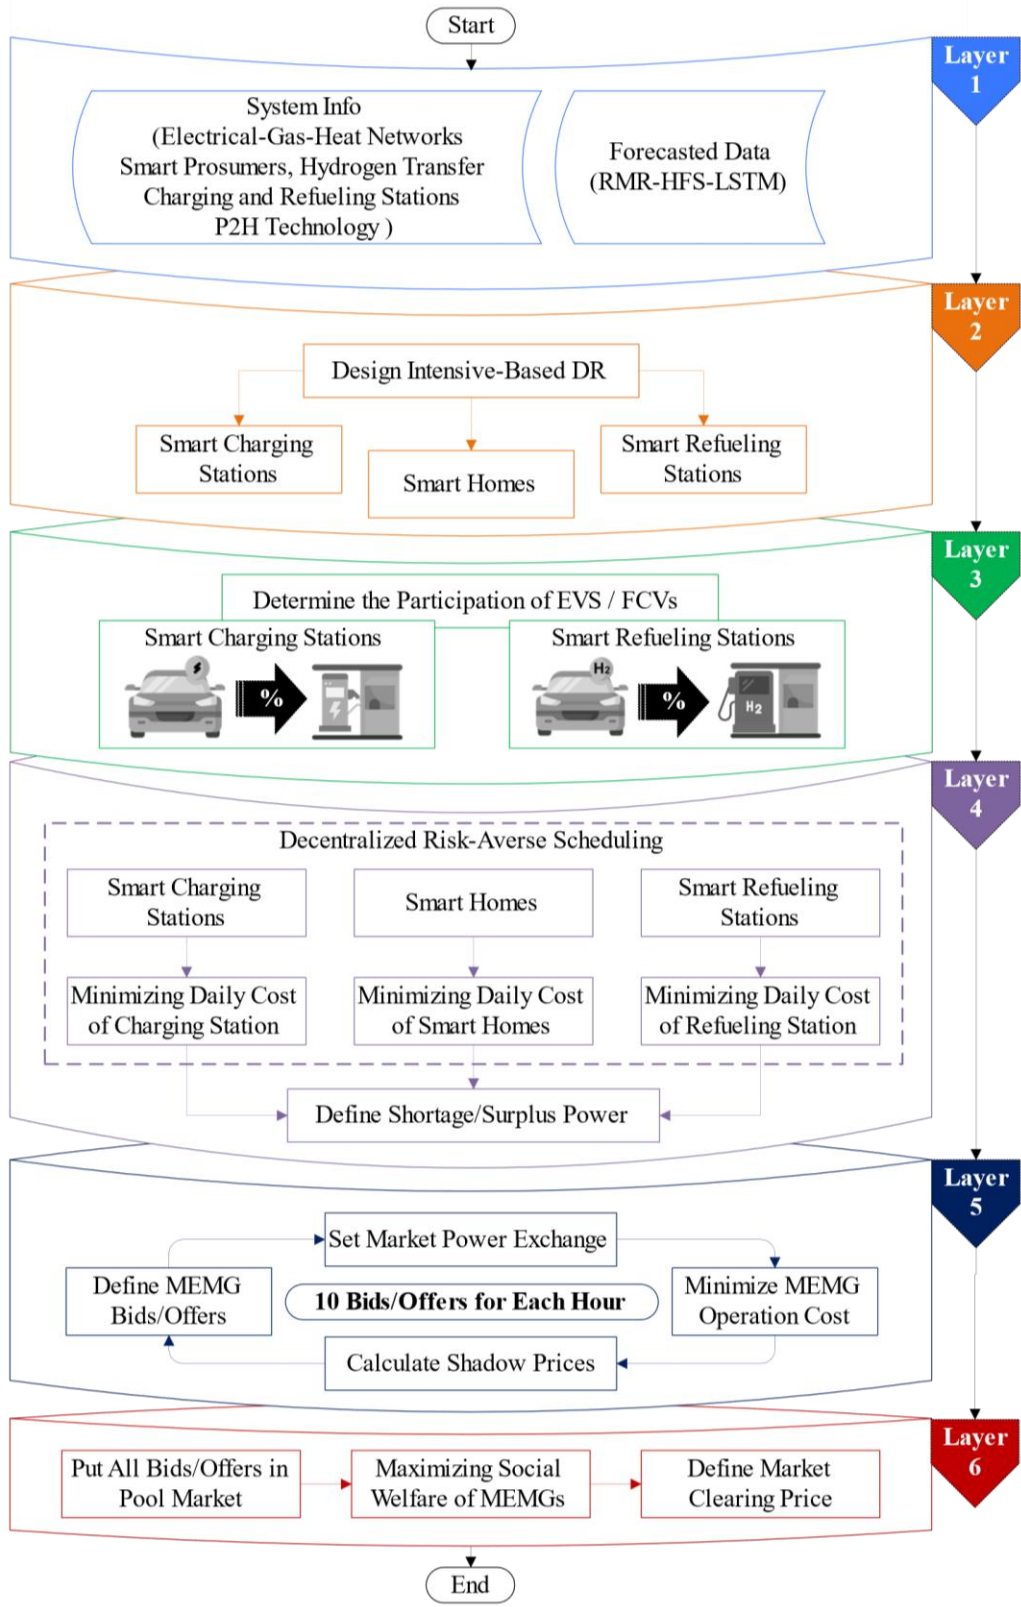 Start
Layer
1
System Info
(Electrical-Gas-Heat Networks
Smart Prosumers, Hydrogen Transfer
Charging and Refueling Stations
P2H Technology )
Forecasted Data
(RMR-HFS-LSTM)
Layer
2
Design Intensive-Based DR
Smart Charging
Stations
Smart Homes
Smart Refueling
Stations
Layer
3
Determine the Participation of EVS / FCVs
Smart Charging Stations
%
Smart Refueling Stations
H2
%
H2
Layer
4
Decentralized Risk-Averse Scheduling
Smart Charging
Stations
Smart Homes
Smart Refueling
Stations
Minimizing Daily Cost
of Charging Station
Minimizing Daily Cost
of Smart Homes
Minimizing Daily Cost
of Refueling Station
Define Shortage/Surplus Power
Layer
5
Set Market Power Exchange
Define MEMG
Bids/Offers
10 Bids/Offers for Each Hour
Minimize MEMG
Operation Cost
Calculate Shadow Prices
Layer
6
Put All Bids/Offers in
Pool Market
Maximizing Social
Welfare of MEMGs
Define Market
Clearing Price
End